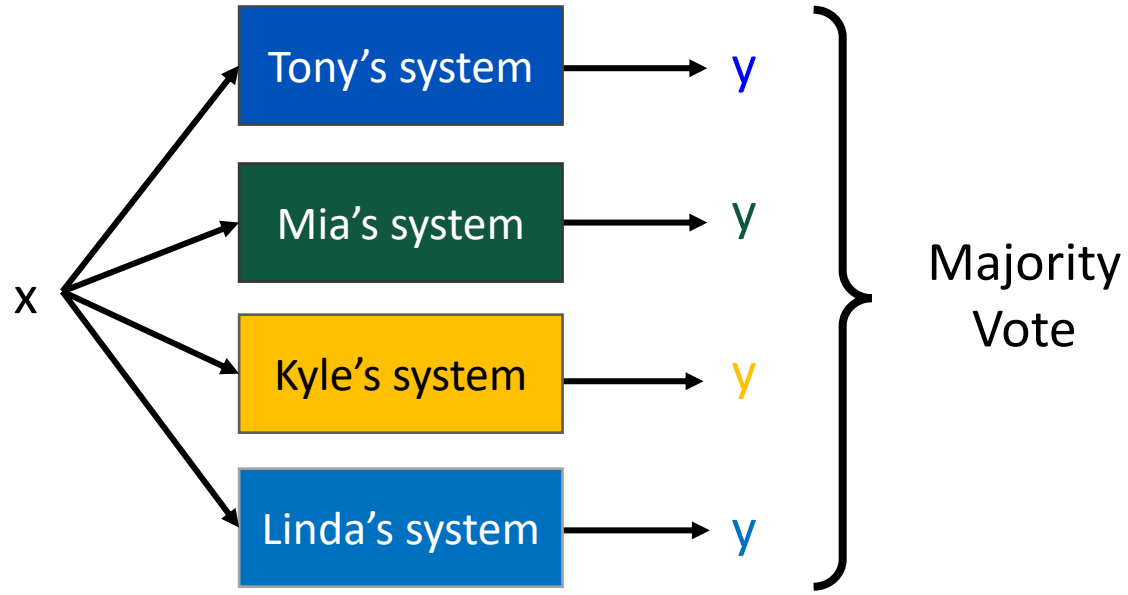 Tony’s system
y
Mia’s system
y
x
Kyle’s system
y
Linda’s system
y
Majority
Vote